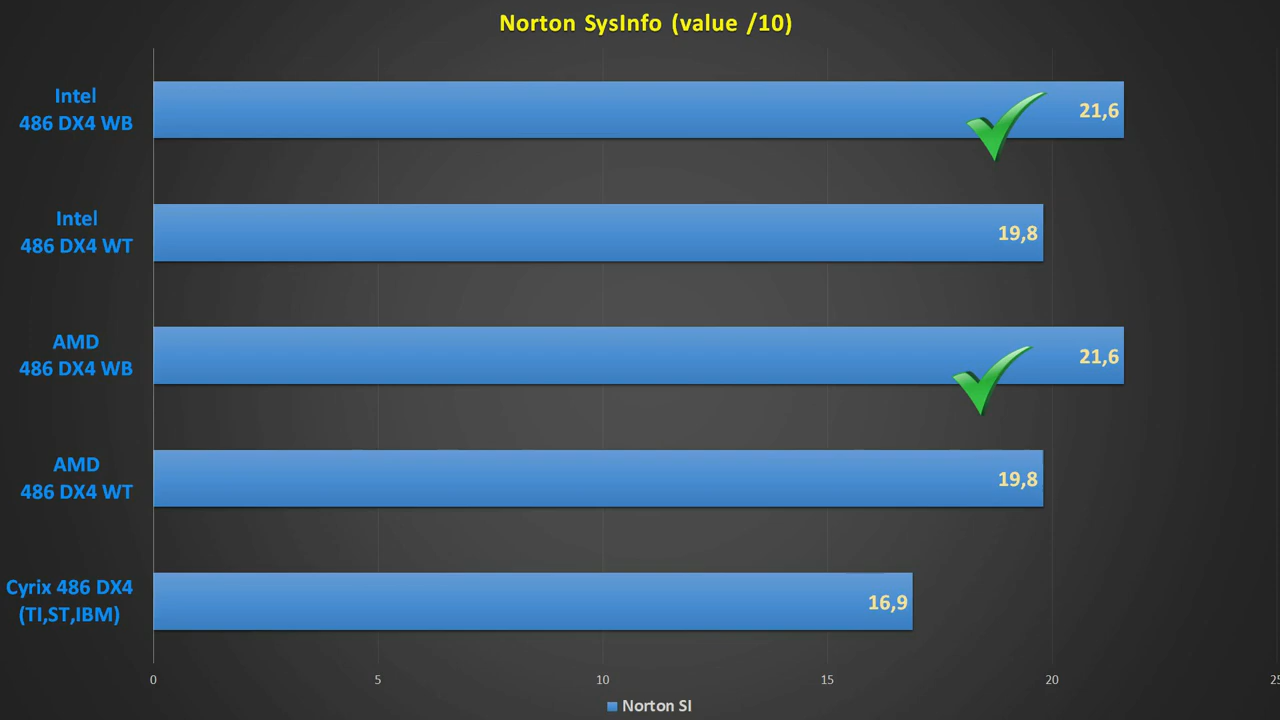 Norton SysInfo (value /10)
Intel
486 DX4 WB
21,6
Intel
486 DX4 WT
19,8
AMD
486 DX4 WB
21,6
AMD
486 DX4 WT
19,8
Cyrix 486 DX4
(TI,ST,IBM)
16,9
0 5 10 15 20 25
Norton SI